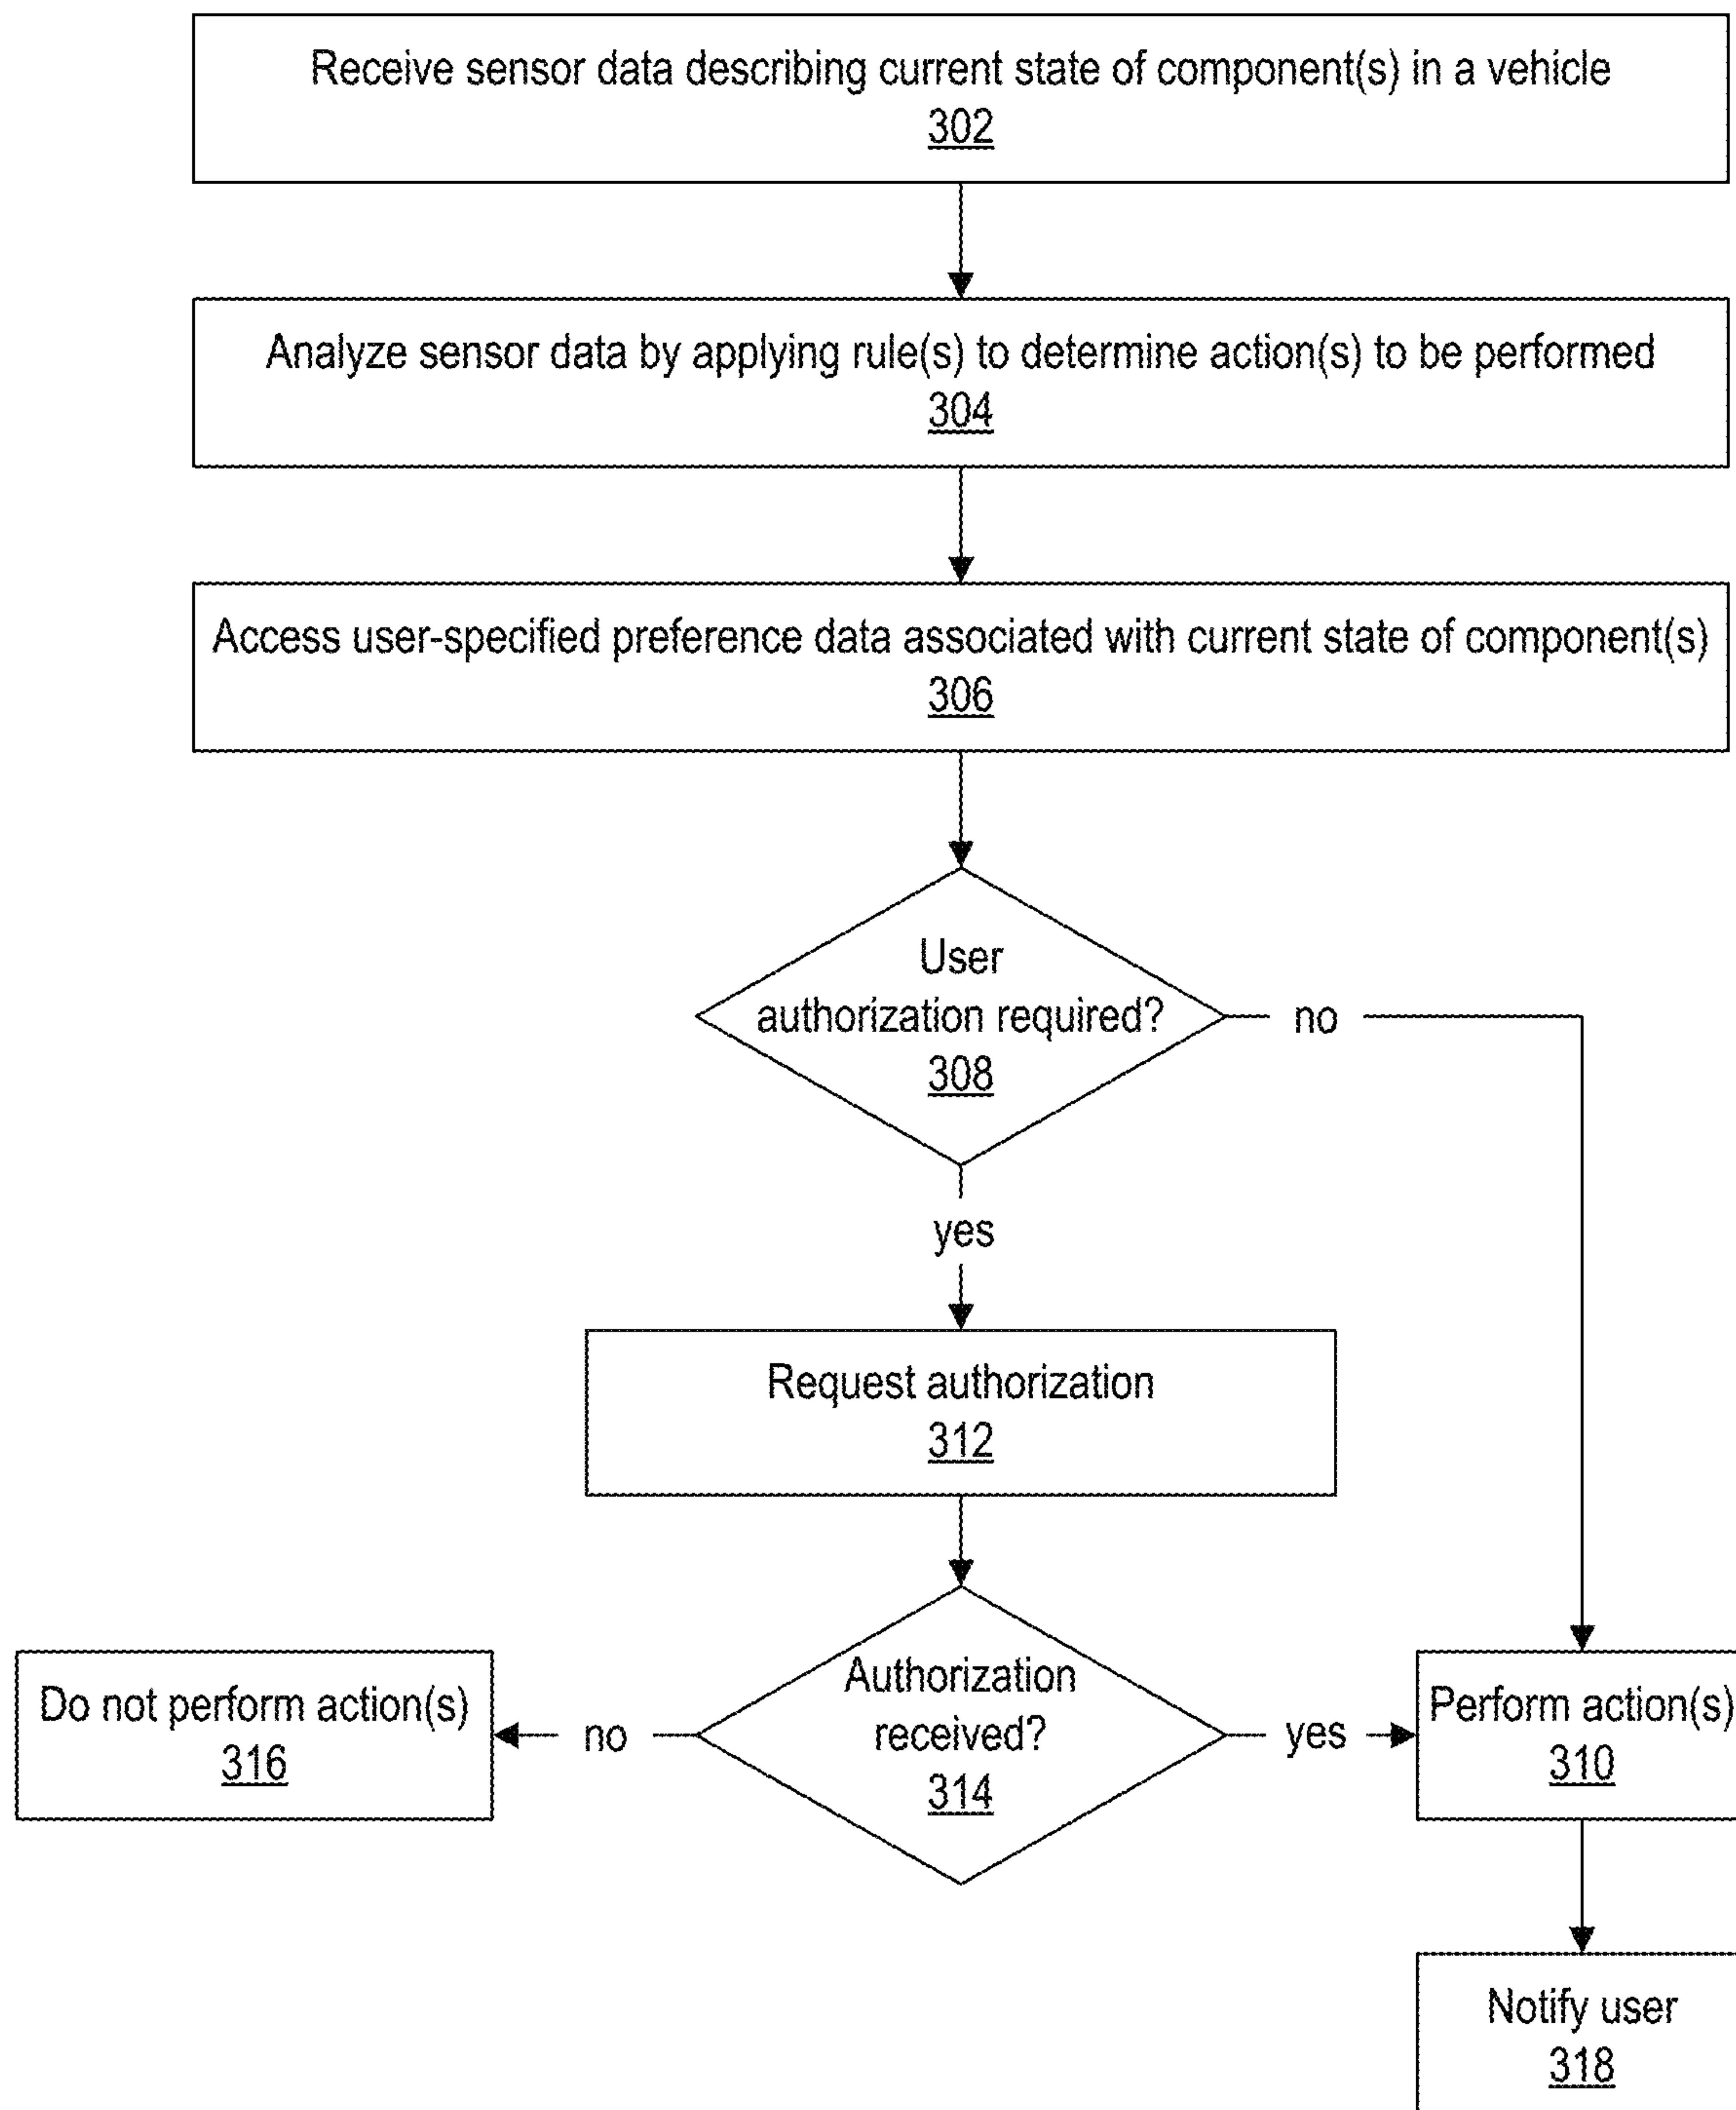 Receive sensor data describing current state of component(s) in a vehicle
302
Analyze sensor data by applying rule(s) to determine action(s) to be performed
304
Access user-specified preference data associated with current state of component(s)
306
User
authorization required?
308
no
yes
Request authorization
312
Authorization
received?
314
no
yes
Do not perform action(s)
316
Perform action(s)
310
Notify user
318